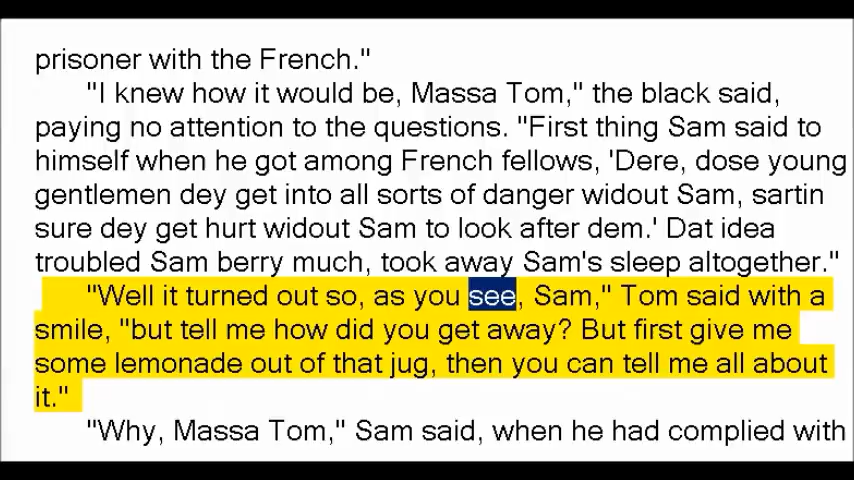 prisoner with the French."
"I knew how it would be, Massa Tom," the black said,
paying no attention to the questions. "First thing Sam said to
himself when he got among French fellows, 'Dere, dose young
gentlemen dey get into all sorts of danger widout Sam, sartin
sure dey get hurt widout Sam to look after dem.' Dat idea
troubled Sam berry much, took away Sam's sleep altogether."
"Well it turned out so, as you see, Sam," Tom said with a
smile, "but tell me how did you get away? But first give me
some lemonade out of that jug, then you can tell me all about
it."
"Why, Massa Tom," Sam said, when he had complied with